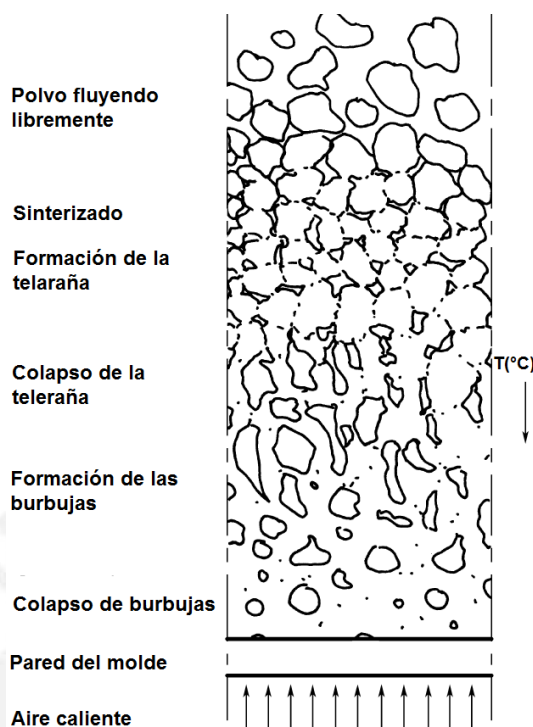 Polvo fluyendo
libremente
Sinterizado
Formación de la
telaraña
Colapso de la
teleraña
T(°C)
Formación de las
burbujas
Colapso de burbujas
Pared del molde
Aire caliente